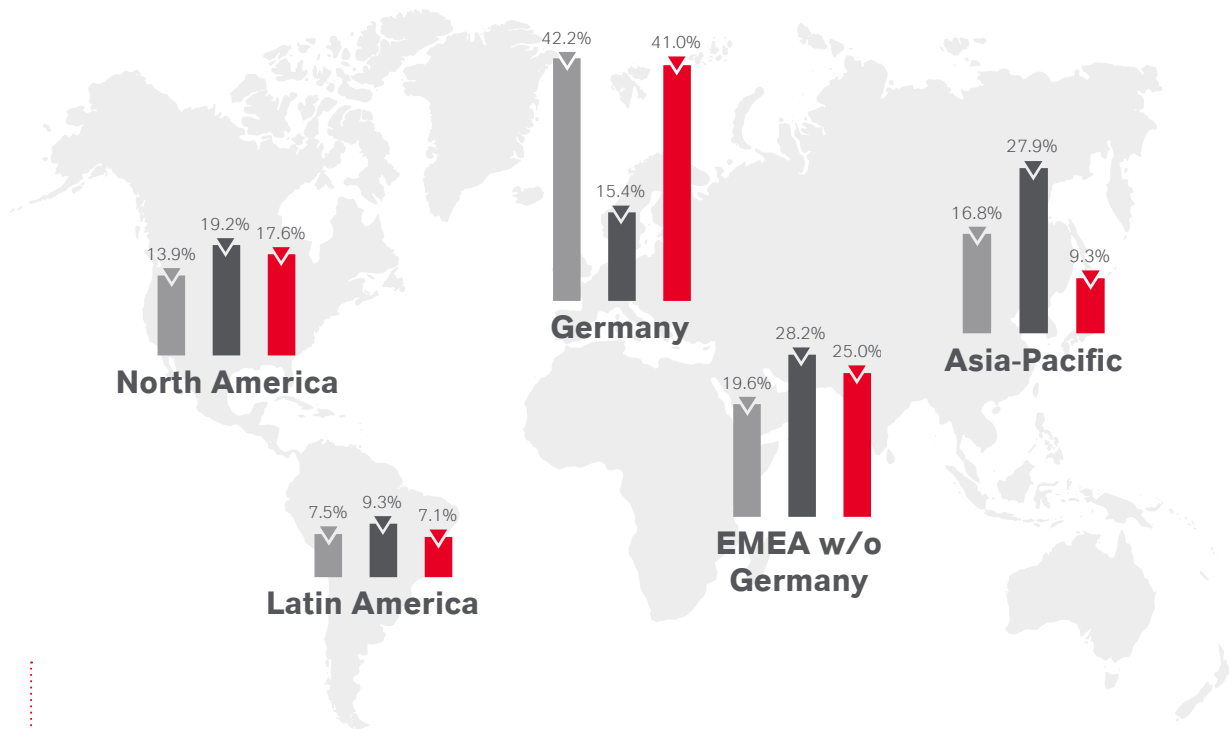 42.2%
41.0%
15.4%
Germany
27.9%
16.8%
9.3%
Asia-Pacific
19.2%
17.6%
13.9%
North America
28.2%
25.0%
19.6%
EMEA w/o
Germany
9.3%
7.5%
7.1%
Latin America